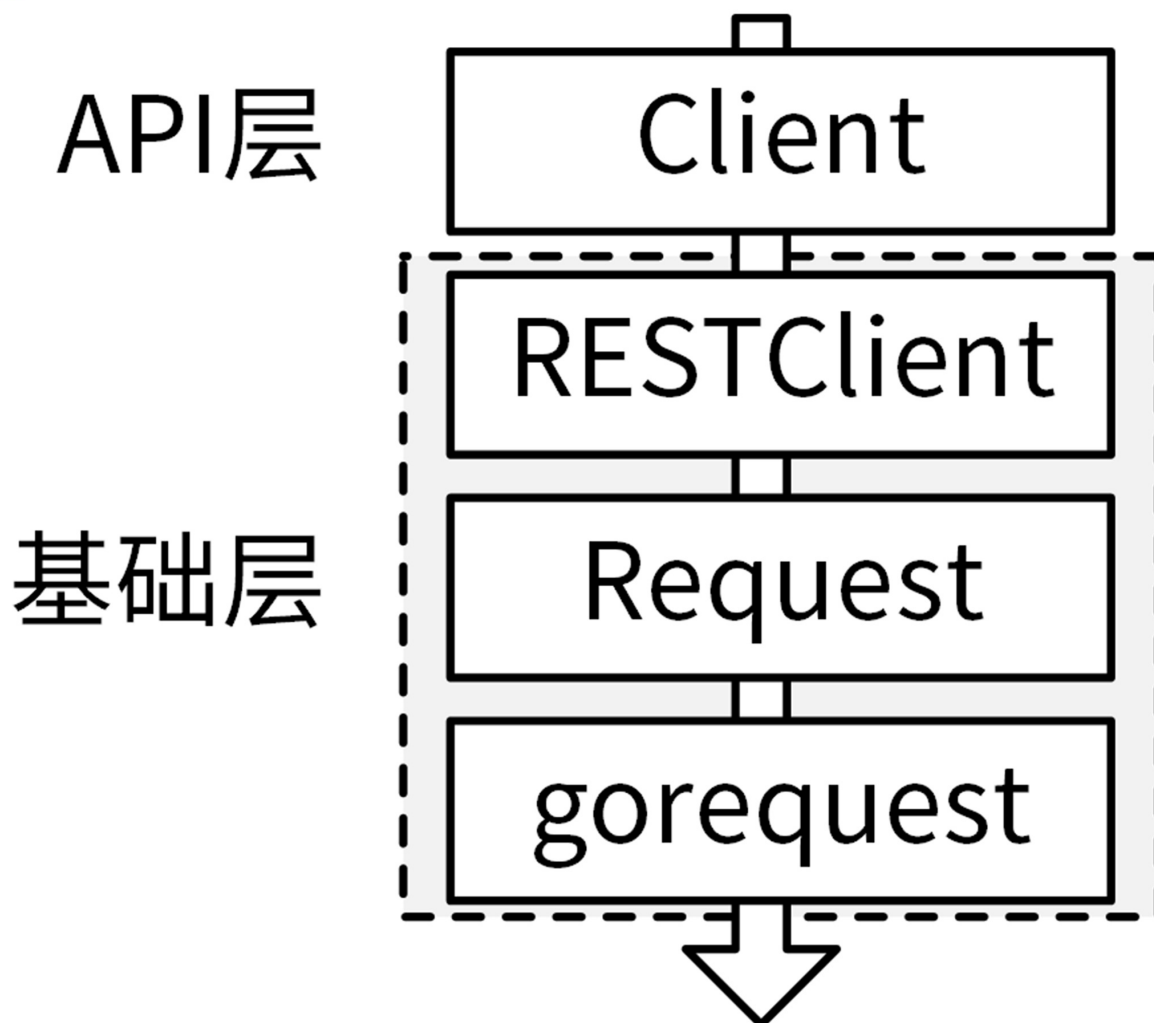 API层
Client
RESTClient
基础层
Request
gorequest